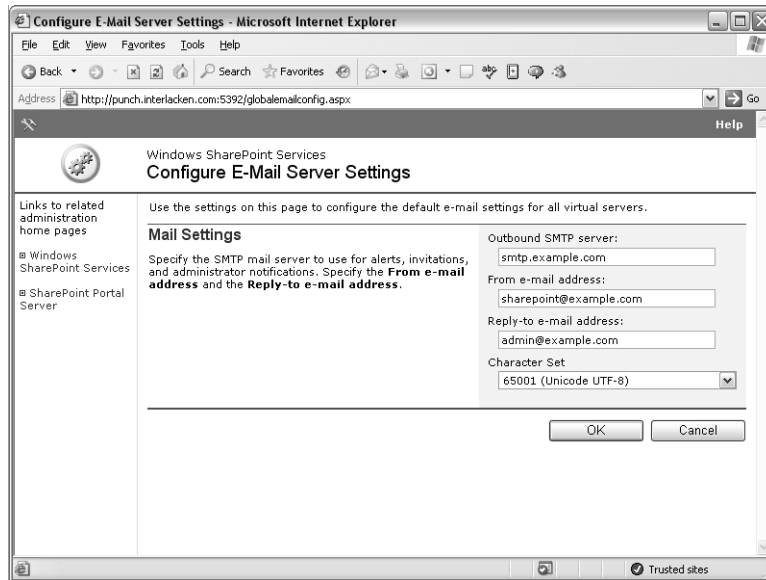 Configure E-Mail Server Settings - Microsoft Internet Explorer
File Edit View Favorites Tools Help
Back Search Favorites
Address http://punch.interlacken.com:5392/globalemailconfig.aspx Go
Help
Windows SharePoint Services
Configure E-Mail Server Settings
Links to related
administration
home pages
Windows
SharePoint Services
SharePoint Portal
Server
Use the settings on this page to configure the default e-mail settings for all virtual servers.
Mail Settings
Specify the SMTP mail server to use for alerts, invitations,
and administrator notifications. Specify the From e-mail
address and the Reply-to e-mail address.
Outbound SMTP server:
smtp.example.com
From e-mail address:
sharepoint@example.com
Reply-to e-mail address:
admin@example.com
Character Set
65001 (Unicode UTF-8)
OK Cancel
Trusted sites